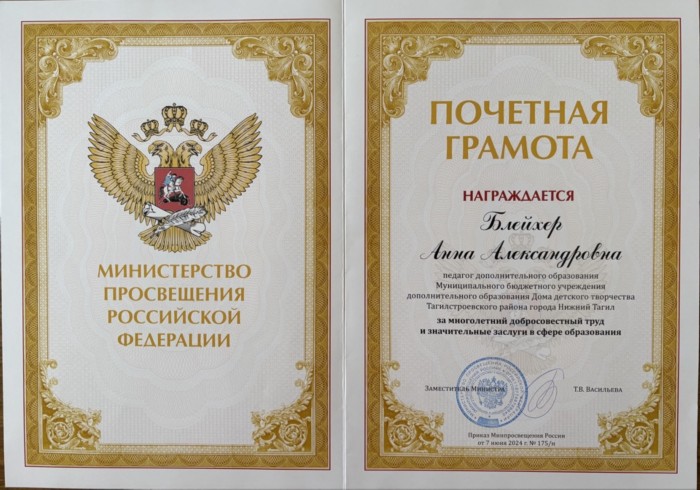 МИНИСТЕРСТВО
ПРОСВЕЩЕНИЯ
РОССИЙСКОЙ
ФЕДЕРАЦИИ
ПОЧЕТНАЯ
ГРАМОТА
НАГРАЖДАЕТСЯ
Блейхер
Анна Александровна
педагог дополнительного образования
Муниципального бюджетного учреждения
дополнительного образования Дома детского творчества
Тагилстроевского района города Нижний Тагил
за многолетний добросовестный труд
и значительные заслуги в сфере образования
Заместитель Министра
Т.В. Васильева
Приказ Минпросвещения России
от 7 июня 2024 г. № 175/н